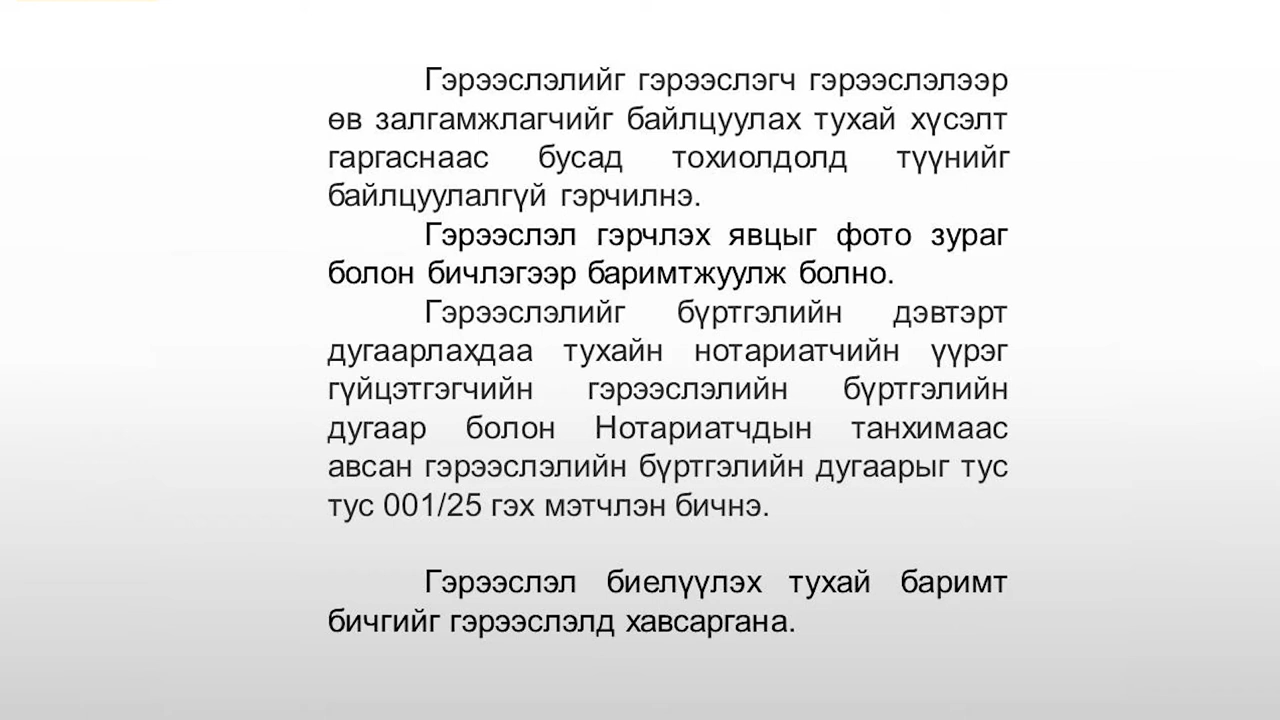 Гэрээслэлийг гэрээслэгч гэрээслэлээр
өв залгамжлагчийг байлцуулах тухай хүсэлт
гаргаснаас бусад тохиолдолд түүнийг
байлцуулалгүй гэрчилнэ.
Гэрээслэл гэрчлэх явцыг фото зураг
болон бичлэгээр баримтжуулж болно.
Гэрээслэлийг бүртгэлийн дэвтэрт
дугаарлахдаа тухайн нотариатчийн үүрэг
гүйцэтгэгчийн гэрээслэлийн бүртгэлийн
дугаар болон Нотариатчдын танхимаас
авсан гэрээслэлийн бүртгэлийн дугаарыг тус
тус 001/25 гэх мэтчлэн бичнэ.
Гэрээслэл биелүүлэх тухай баримт
бичгийг гэрээслэлд хавсаргана.